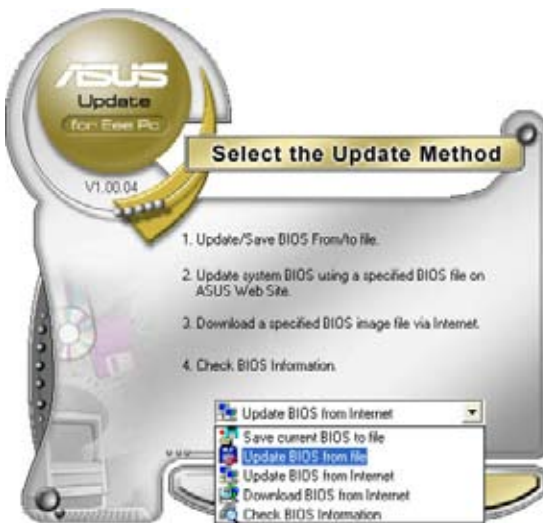 ASUS
Update
for Eee Pc
V1.00.04
Select the Update Method
1. Update/Save BIOS From/to file.
2. Update system BIOS using a specified BIOS file on
ASUS Web Site.
3. Download a specified BIOS image file via Internet.
4. Check BIOS Information.
Update BIOS from Internet
Save current BIOS to file
Update BIOS from file
Update BIOS from Internet
Download BIOS from Internet
Check BIOS Information